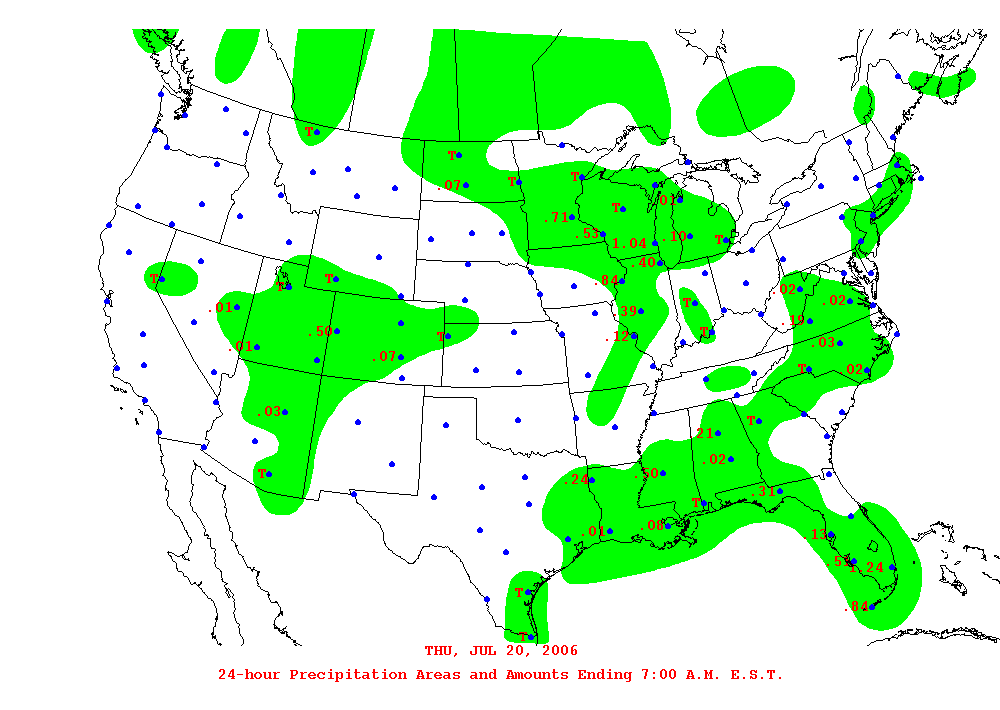 T
T
.07 T T
.01
.71 T
.53 1.04 .10 T
.40
T .84
T T .02
.01 T .02
.39
.50 .12 T T .19
.01 .07 .03
T .02
.03 T
.21
.02
T .24 .50
.31
T
.01 .08 .13
1.24
T .84
T
THU, JUL 20, 2006
24-hour Precipitation Areas and Amounts Ending 7:00 A.M. E.S.T.